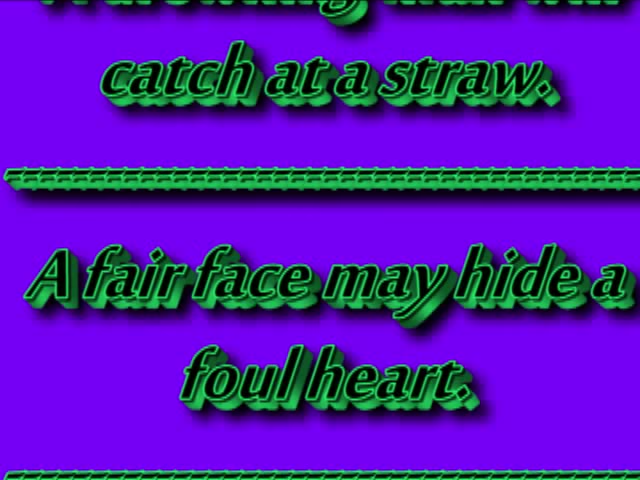 catch at a straw.
A fair face may hide a
foul heart.